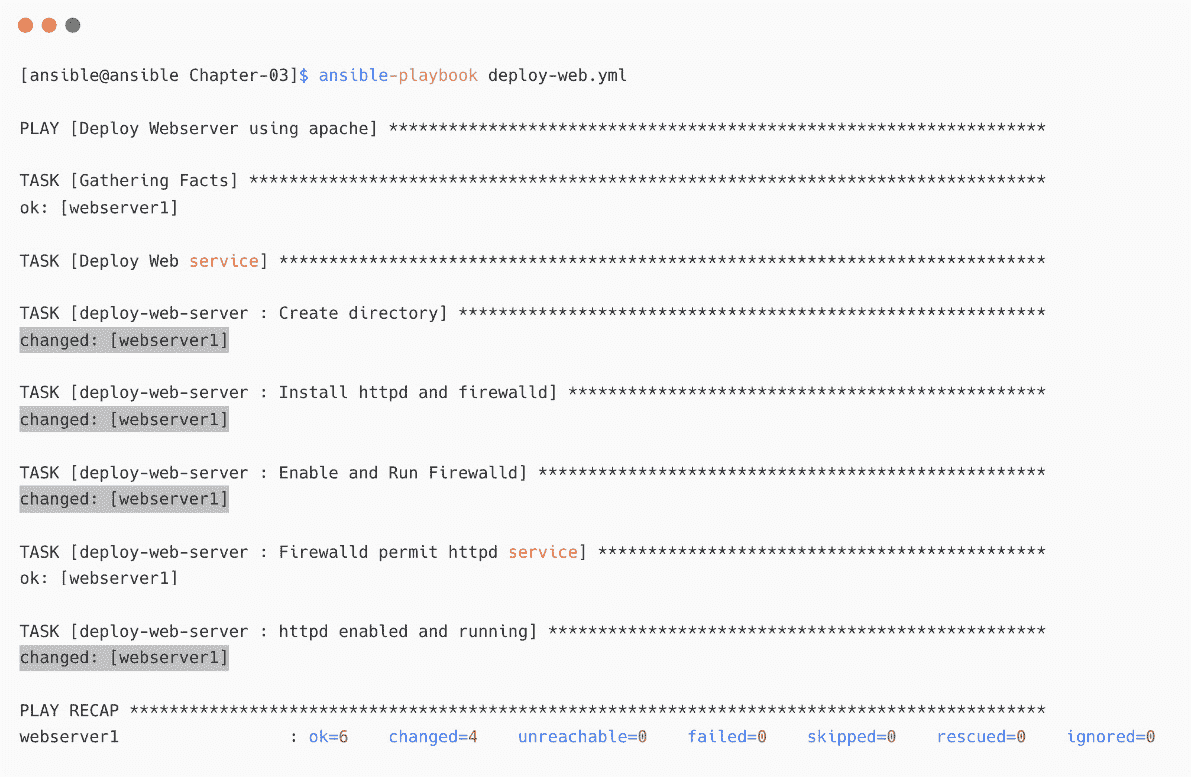 [ansible@ansible Chapter-03]$ ansible-playbook deploy-web.yml
PLAY [Deploy Webserver using apache] ******************************************************************
TASK [Gathering Facts] ********************************************************************************
ok: [webserver1]
TASK [Deploy Web service] *****************************************************************************
TASK [deploy-web-server : Create directory] ***********************************************************
changed: [webserver1]
TASK [deploy-web-server : Install httpd and firewalld] ************************************************
changed: [webserver1]
TASK [deploy-web-server : Enable and Run Firewalld] ***************************************************
changed: [webserver1]
TASK [deploy-web-server : Firewalld permit httpd service] *********************************************
ok: [webserver1]
TASK [deploy-web-server : httpd enabled and running] **************************************************
changed: [webserver1]
PLAY RECAP ********************************************************************************************
webserver1                 : ok=6    changed=4    unreachable=0    failed=0    skipped=0    rescued=0    ignored=0